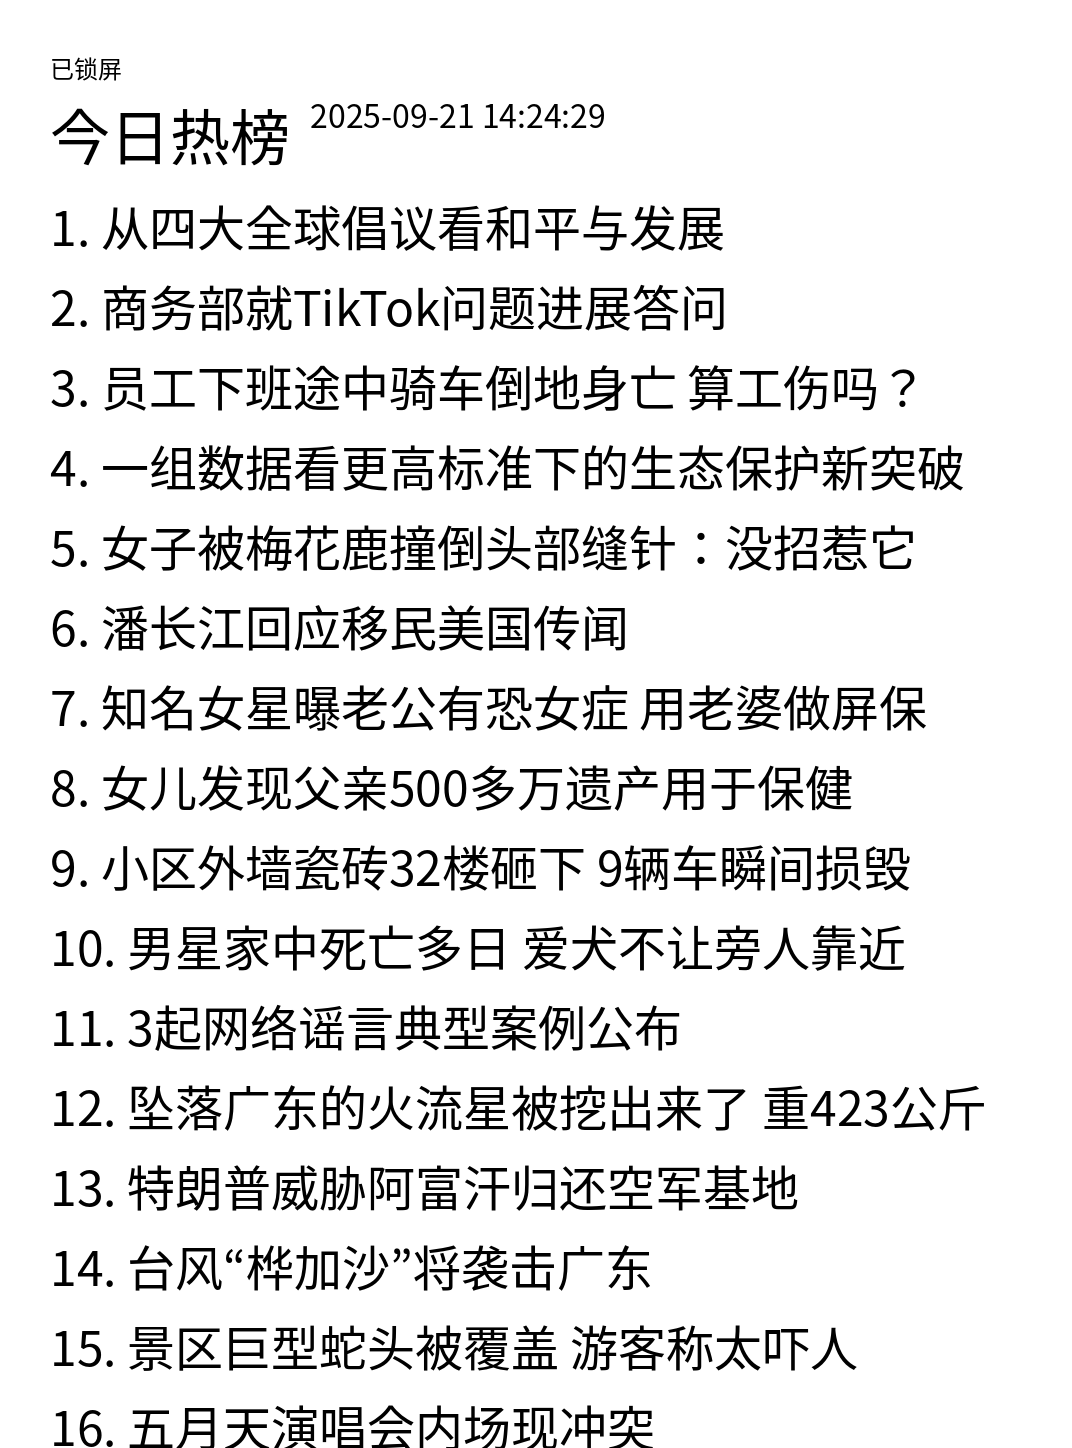 已锁屏
今日热榜 2025-09-21 14:24:29
1. 从四大全球倡议看和平与发展
2. 商务部就TikTok问题进展答问
3. 员工下班途中骑车倒地身亡 算工伤吗？
4. 一组数据看更高标准下的生态保护新突破
5. 女子被梅花鹿撞倒头部缝针：没招惹它
6. 潘长江回应移民美国传闻
7. 知名女星曝老公有恐女症 用老婆做屏保
8. 女儿发现父亲500多万遗产用于保健
9. 小区外墙瓷砖32楼砸下 9辆车瞬间损毁
10. 男星家中死亡多日 爱犬不让旁人靠近
11. 3起网络谣言典型案例公布
12. 坠落广东的火流星被挖出来了 重423公斤
13. 特朗普威胁阿富汗归还空军基地
14. 台风“桦加沙”将袭击广东
15. 景区巨型蛇头被覆盖 游客称太吓人
16. 五月天演唱会内场现冲突